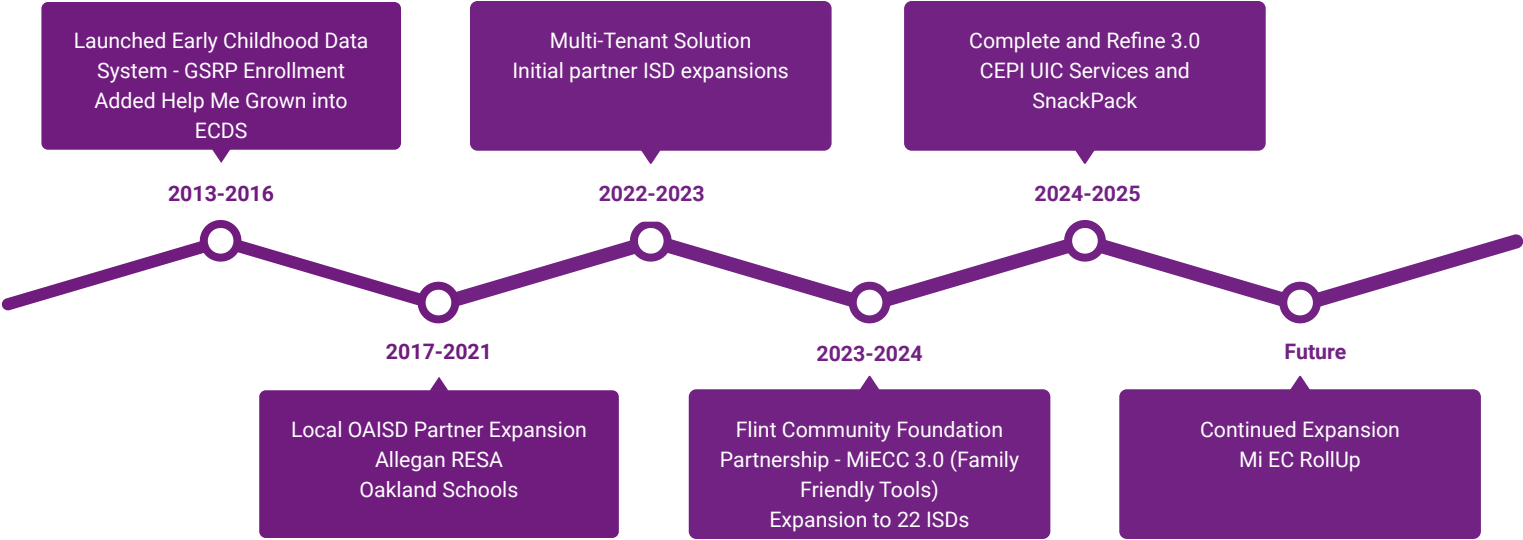 Launched Early Childhood Data
System - GSRP Enrollment
Added Help Me Grown into
ECDS
2013-2016
2017-2021
Local OAISD Partner Expansion
Allegan RESA
Oakland Schools
Multi-Tenant Solution
Initial partner ISD expansions
2022-2023
2023-2024
Flint Community Foundation
Partnership - MiECC 3.0 (Family
Friendly Tools)
Expansion to 22 ISDs
Complete and Refine 3.0
CEPI UIC Services and
SnackPack
2024-2025
Future
Continued Expansion
Mi EC RollUp